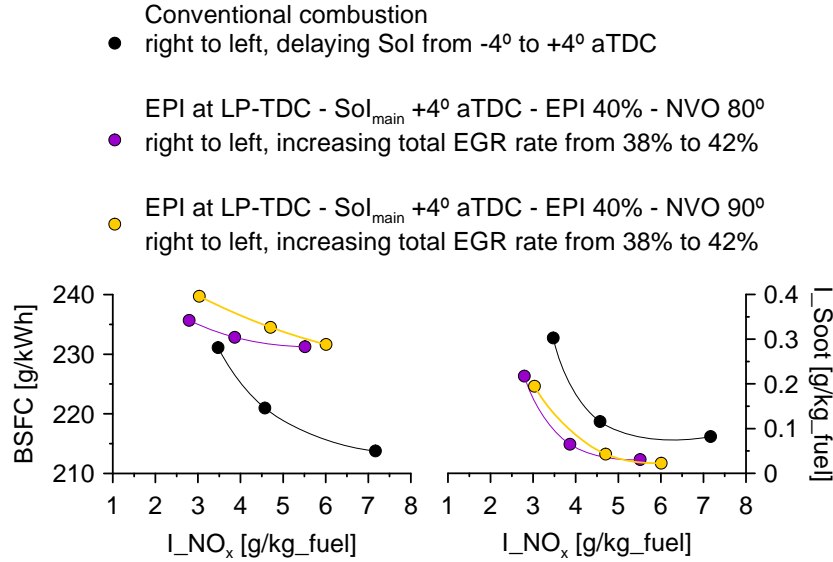 Conventional combustion
right to left, delaying SoI from -4º to +4º aTDC
EPI at LP-TDC - SoI_main +4º aTDC - EPI 40% - NVO 80º
right to left, increasing total EGR rate from 38% to 42%
EPI at LP-TDC - SoI_main +4º aTDC - EPI 40% - NVO 90º
right to left, increasing total EGR rate from 38% to 42%
BSFC [g/kWh]
240
230
220
210
1 2 3 4 5 6 7 8
I_NOx [g/kg_fuel]
1 2 3 4 5 6 7 8
I_NOx [g/kg_fuel]
0.4
0.3
0.2
0.1
0
I_Soot [g/kg_fuel]